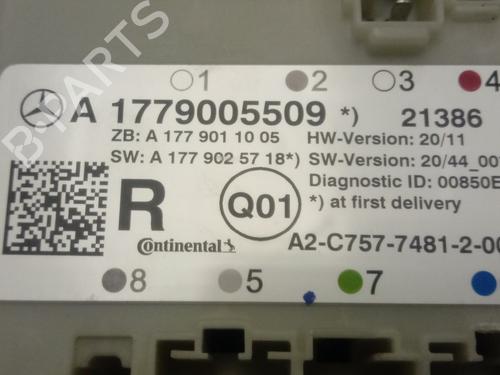 1 2 3 4
A 1779005509 *) 21386
ZB: A 177 901 10 05 HW-Version: 20/11
SW: A 177 902 57 18*) SW-Version: 20/44_00
Diagnostic ID: 00850E
*) at first delivery
R Q01
Continental A2-C757-7481-2-00
8 5 7
B-PARTS